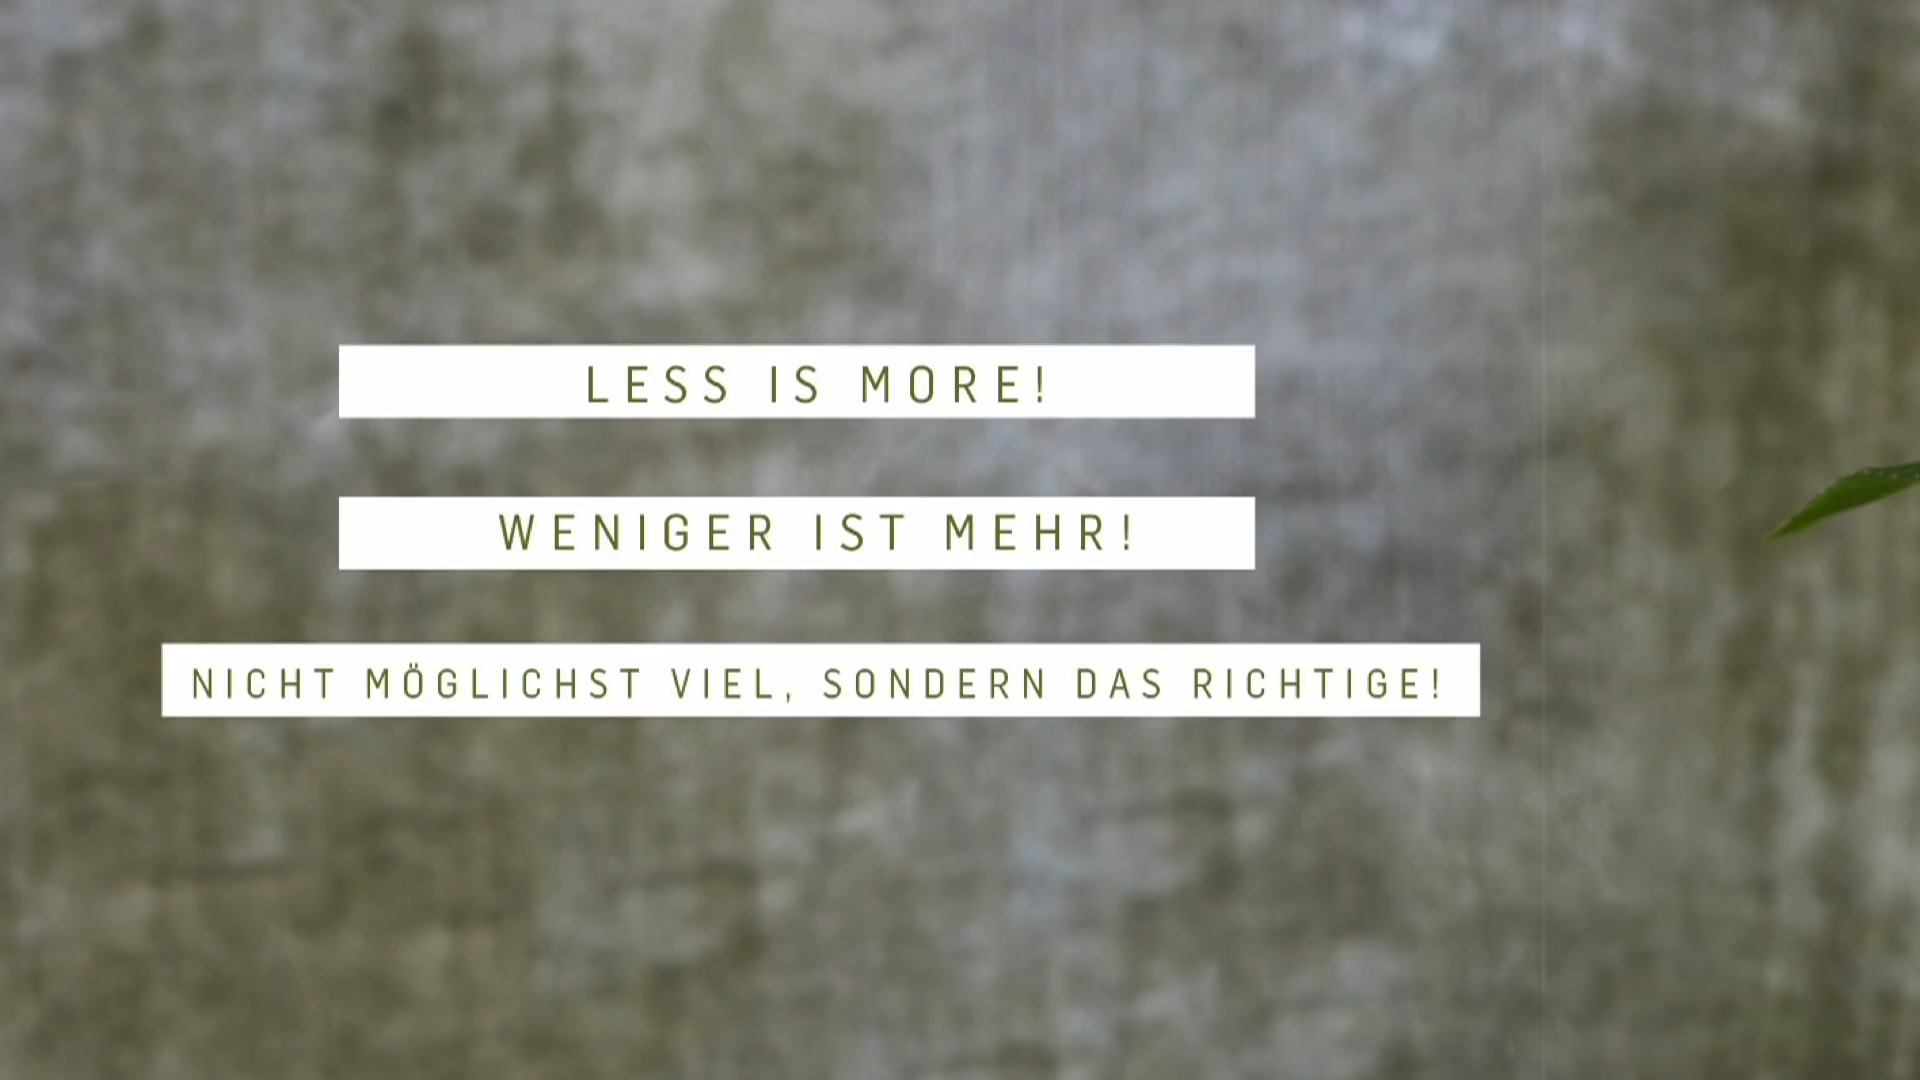 LESS IS MORE!
WENIGER IST MEHR!
NICHT MÖGLICHST VIEL, SONDERN DAS RICHTIGE!